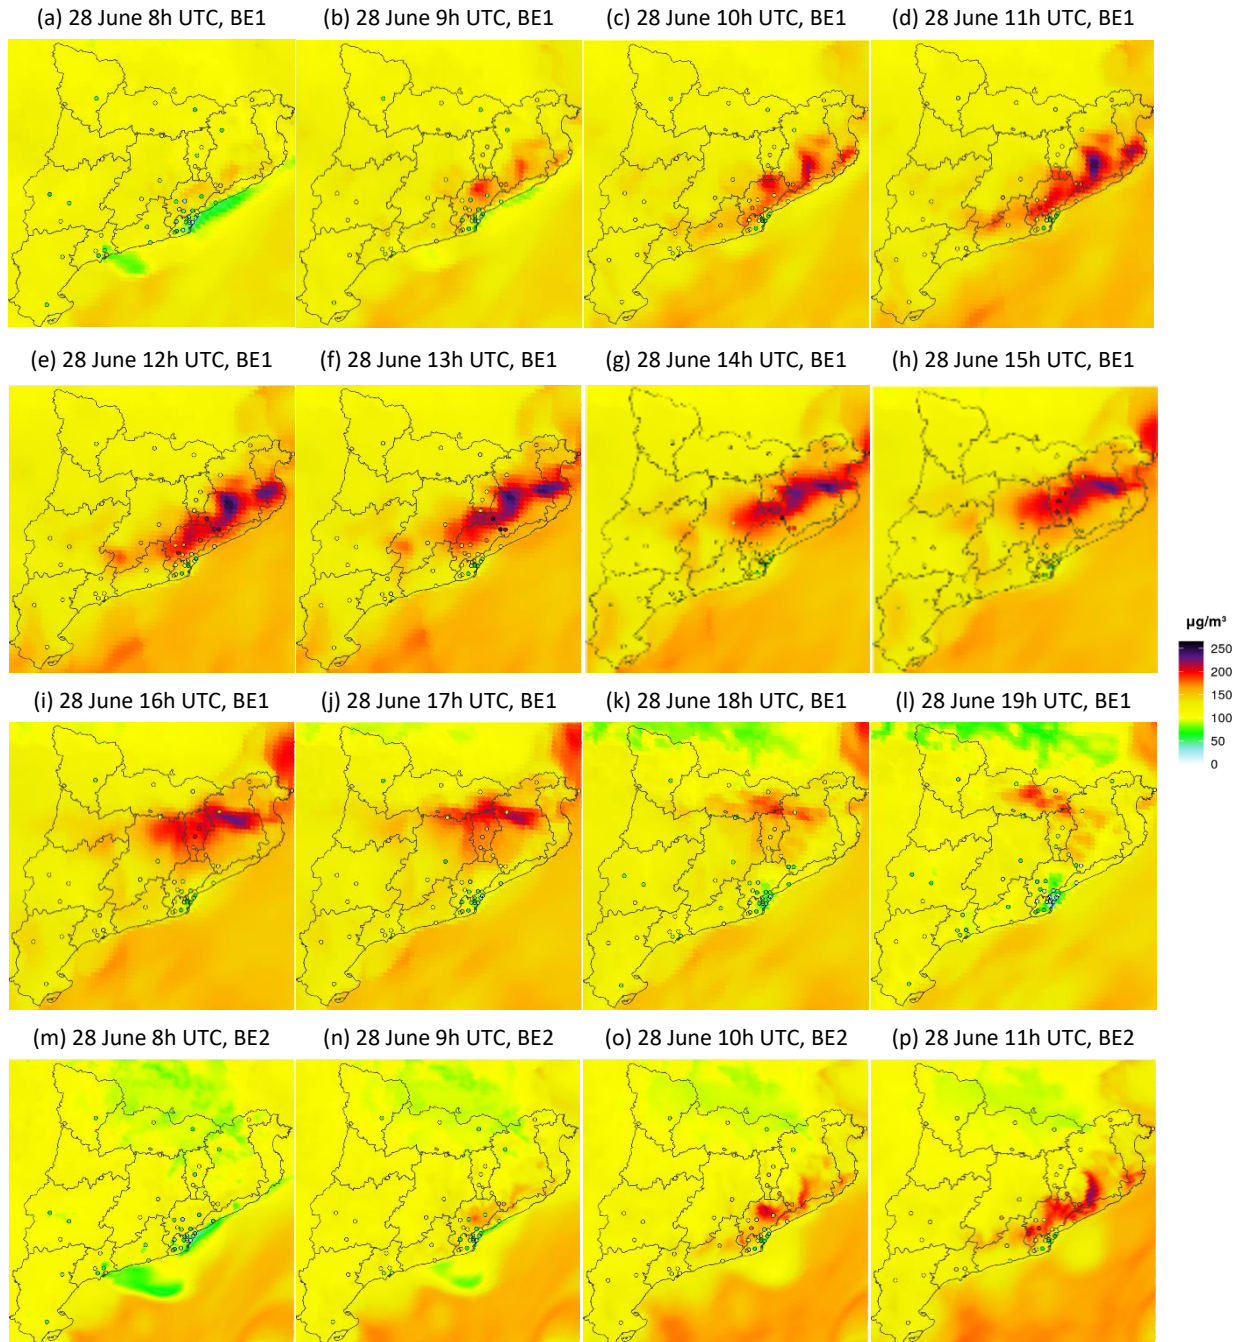 (a) 28 June 8h UTC, BE1
(b) 28 June 9h UTC, BE1
(c) 28 June 10h UTC, BE1
(d) 28 June 11h UTC, BE1
(e) 28 June 12h UTC, BE1
(f) 28 June 13h UTC, BE1
(g) 28 June 14h UTC, BE1
(h) 28 June 15h UTC, BE1
µg/m³
250
200
150
100
50
0
(i) 28 June 16h UTC, BE1
(j) 28 June 17h UTC, BE1
(k) 28 June 18h UTC, BE1
(l) 28 June 19h UTC, BE1
(m) 28 June 8h UTC, BE2
(n) 28 June 9h UTC, BE2
(o) 28 June 10h UTC, BE2
(p) 28 June 11h UTC, BE2